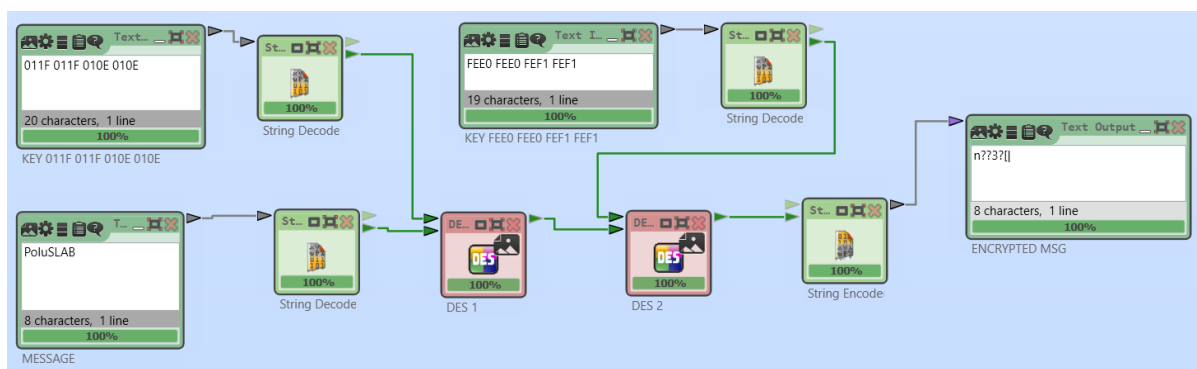 Text...
011F 011F 010E 010E
20 characters, 1 line
100%
KEY 011F 011F 010E 010E
St...
100%
String Decode
Text I...
FEE0 FEE0 FEF1 FEF1
19 characters, 1 line
100%
KEY FEE0 FEE0 FEF1 FEF1
St...
100%
String Decode
T...
PoluSLAB
8 characters, 1 line
100%
MESSAGE
St...
100%
String Decode
DE...
DES
100%
DES 1
DE...
DES
100%
DES 2
St...
100%
String Encode
Text Output
n??3?[|
8 characters, 1 line
100%
ENCRYPTED MSG